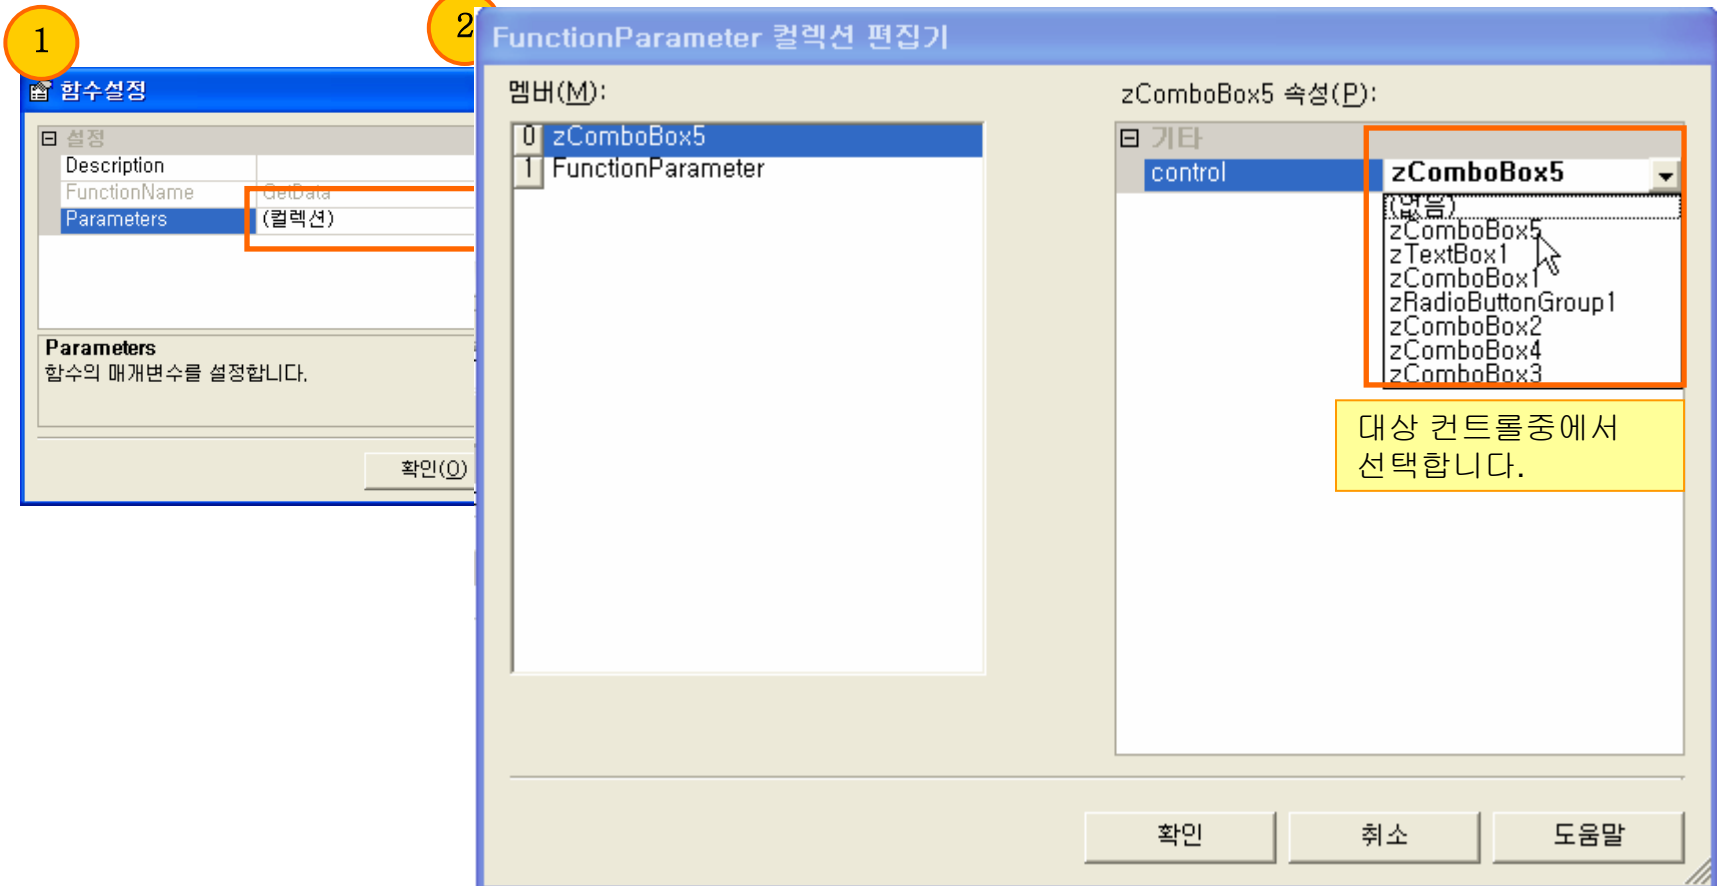 1
함수설정
설정
Description
FunctionName GetData
Parameters (컬렉션)
Parameters
함수의 매개변수를 설정합니다.
확인(O)
2
FunctionParameter 컬렉션 편집기
멤버(M):
0 zComboBox5
1 FunctionParameter
zComboBox5 속성(P):
기타
control zComboBox5
(없음)
zComboBox5
zTextBox1
zComboBox1
zRadioButtonGroup1
zComboBox2
zComboBox4
zComboBox3
대상 컨트롤중에서
선택합니다.
확인 취소 도움말